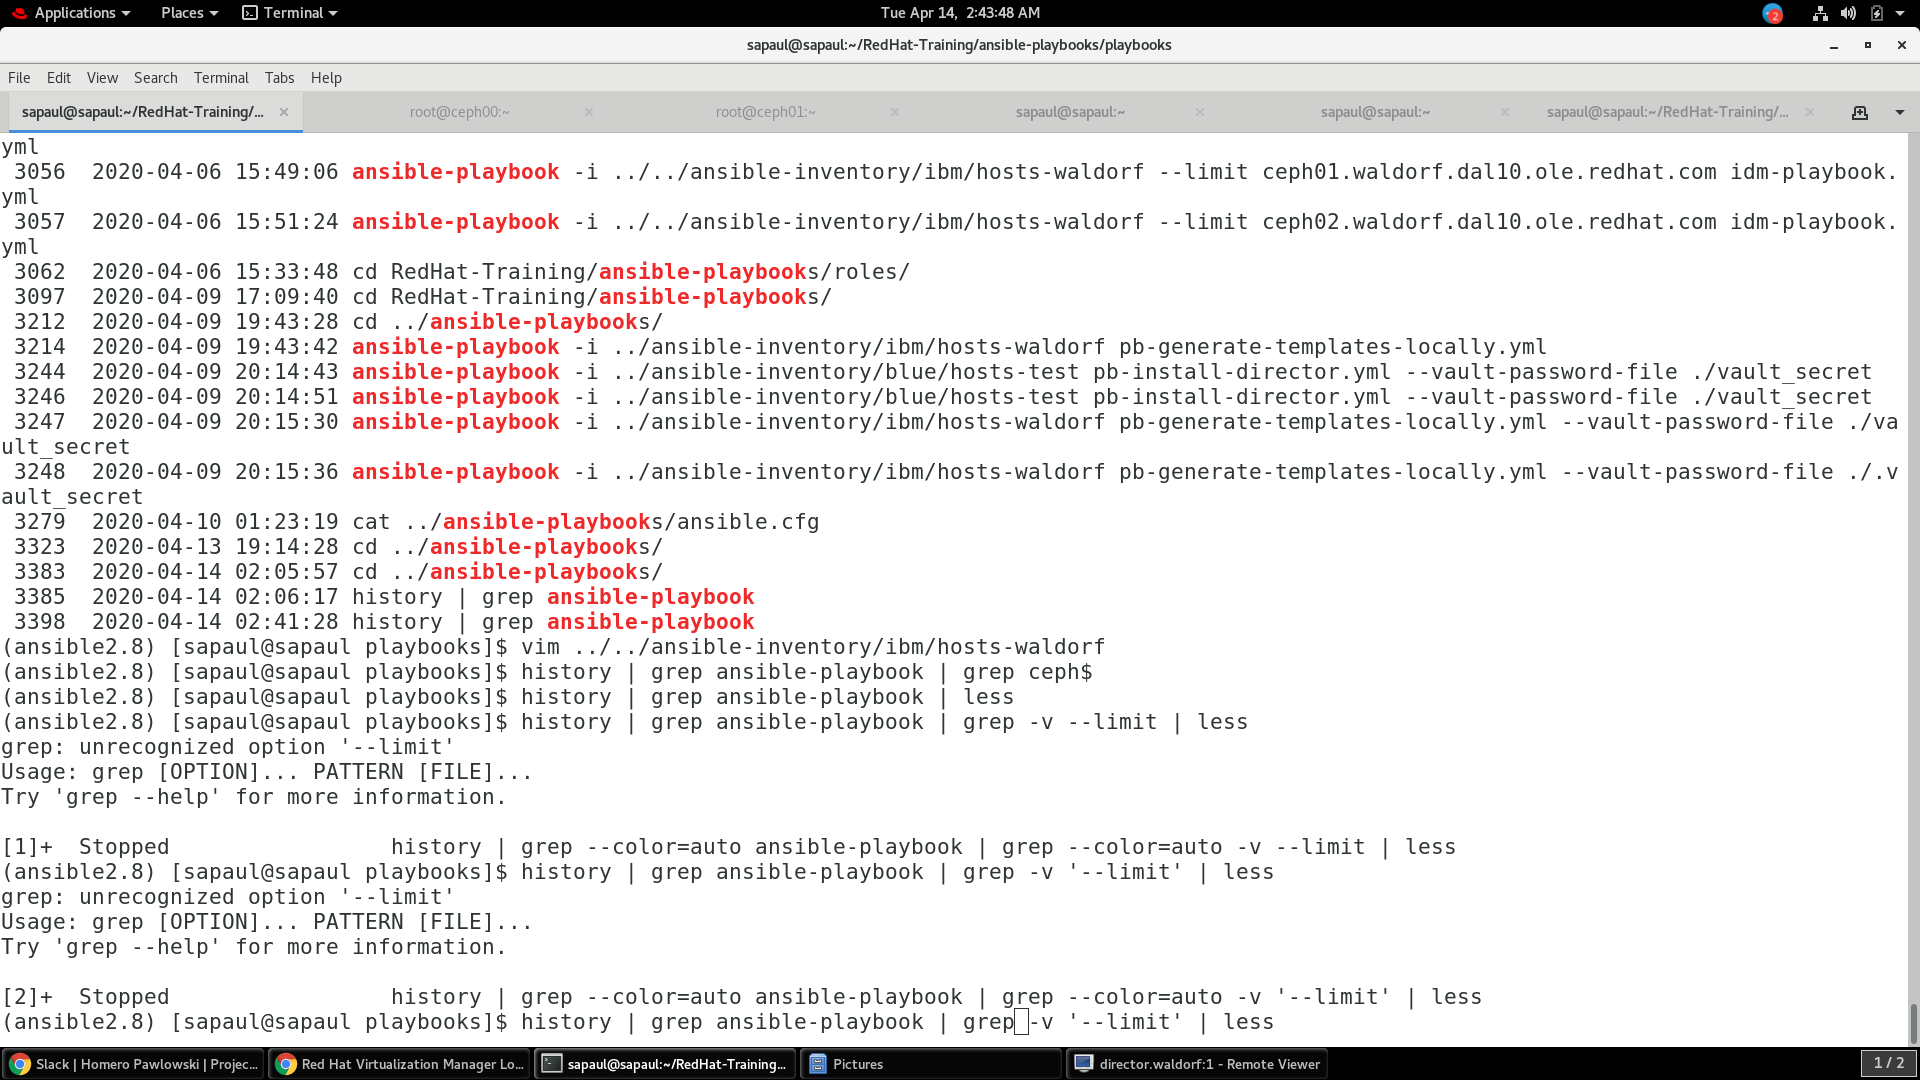 Applications Places Terminal Tue Apr 14, 2:43:48 AM 2
sapaul@sapaul:~/RedHat-Training/ansible-playbooks/playbooks
File Edit View Search Terminal Tabs Help
sapaul@sapaul:~/RedHat-Training/... root@ceph00:~ root@ceph01:~ sapaul@sapaul:~ sapaul@sapaul:~ sapaul@sapaul:~/RedHat-Training/...
yml
 3056  2020-04-06 15:49:06 ansible-playbook -i ../../ansible-inventory/ibm/hosts-waldorf --limit ceph01.waldorf.dal10.ole.redhat.com idm-playbook.
yml
 3057  2020-04-06 15:51:24 ansible-playbook -i ../../ansible-inventory/ibm/hosts-waldorf --limit ceph02.waldorf.dal10.ole.redhat.com idm-playbook.
yml
 3062  2020-04-06 15:33:48 cd RedHat-Training/ansible-playbooks/roles/
 3097  2020-04-09 17:09:40 cd RedHat-Training/ansible-playbooks/
 3212  2020-04-09 19:43:28 cd ../ansible-playbooks/
 3214  2020-04-09 19:43:42 ansible-playbook -i ../ansible-inventory/ibm/hosts-waldorf pb-generate-templates-locally.yml
 3244  2020-04-09 20:14:43 ansible-playbook -i ../ansible-inventory/blue/hosts-test pb-install-director.yml --vault-password-file ./vault_secret
 3246  2020-04-09 20:14:51 ansible-playbook -i ../ansible-inventory/blue/hosts-test pb-install-director.yml --vault-password-file ./vault_secret
 3247  2020-04-09 20:15:30 ansible-playbook -i ../ansible-inventory/ibm/hosts-waldorf pb-generate-templates-locally.yml --vault-password-file ./va
ult_secret
 3248  2020-04-09 20:15:36 ansible-playbook -i ../ansible-inventory/ibm/hosts-waldorf pb-generate-templates-locally.yml --vault-password-file ./.v
ault_secret
 3279  2020-04-10 01:23:19 cat ../ansible-playbooks/ansible.cfg
 3323  2020-04-13 19:14:28 cd ../ansible-playbooks/
 3383  2020-04-14 02:05:57 cd ../ansible-playbooks/
 3385  2020-04-14 02:06:17 history | grep ansible-playbook
 3398  2020-04-14 02:41:28 history | grep ansible-playbook
(ansible2.8) [sapaul@sapaul playbooks]$ vim ../../ansible-inventory/ibm/hosts-waldorf
(ansible2.8) [sapaul@sapaul playbooks]$ history | grep ansible-playbook | grep ceph$
(ansible2.8) [sapaul@sapaul playbooks]$ history | grep ansible-playbook | less
(ansible2.8) [sapaul@sapaul playbooks]$ history | grep ansible-playbook | grep -v --limit | less
grep: unrecognized option '--limit'
Usage: grep [OPTION]... PATTERN [FILE]...
Try 'grep --help' for more information.
[1]+  Stopped                 history | grep --color=auto ansible-playbook | grep --color=auto -v --limit | less
(ansible2.8) [sapaul@sapaul playbooks]$ history | grep ansible-playbook | grep -v '--limit' | less
grep: unrecognized option '--limit'
Usage: grep [OPTION]... PATTERN [FILE]...
Try 'grep --help' for more information.
[2]+  Stopped                 history | grep --color=auto ansible-playbook | grep --color=auto -v '--limit' | less
(ansible2.8) [sapaul@sapaul playbooks]$ history | grep ansible-playbook | grep -v '--limit' | less
Slack | Homero Pawlowski | Projec... Red Hat Virtualization Manager Lo... sapaul@sapaul:~/RedHat-Training... Pictures director.waldorf:1 - Remote Viewer 1 / 2